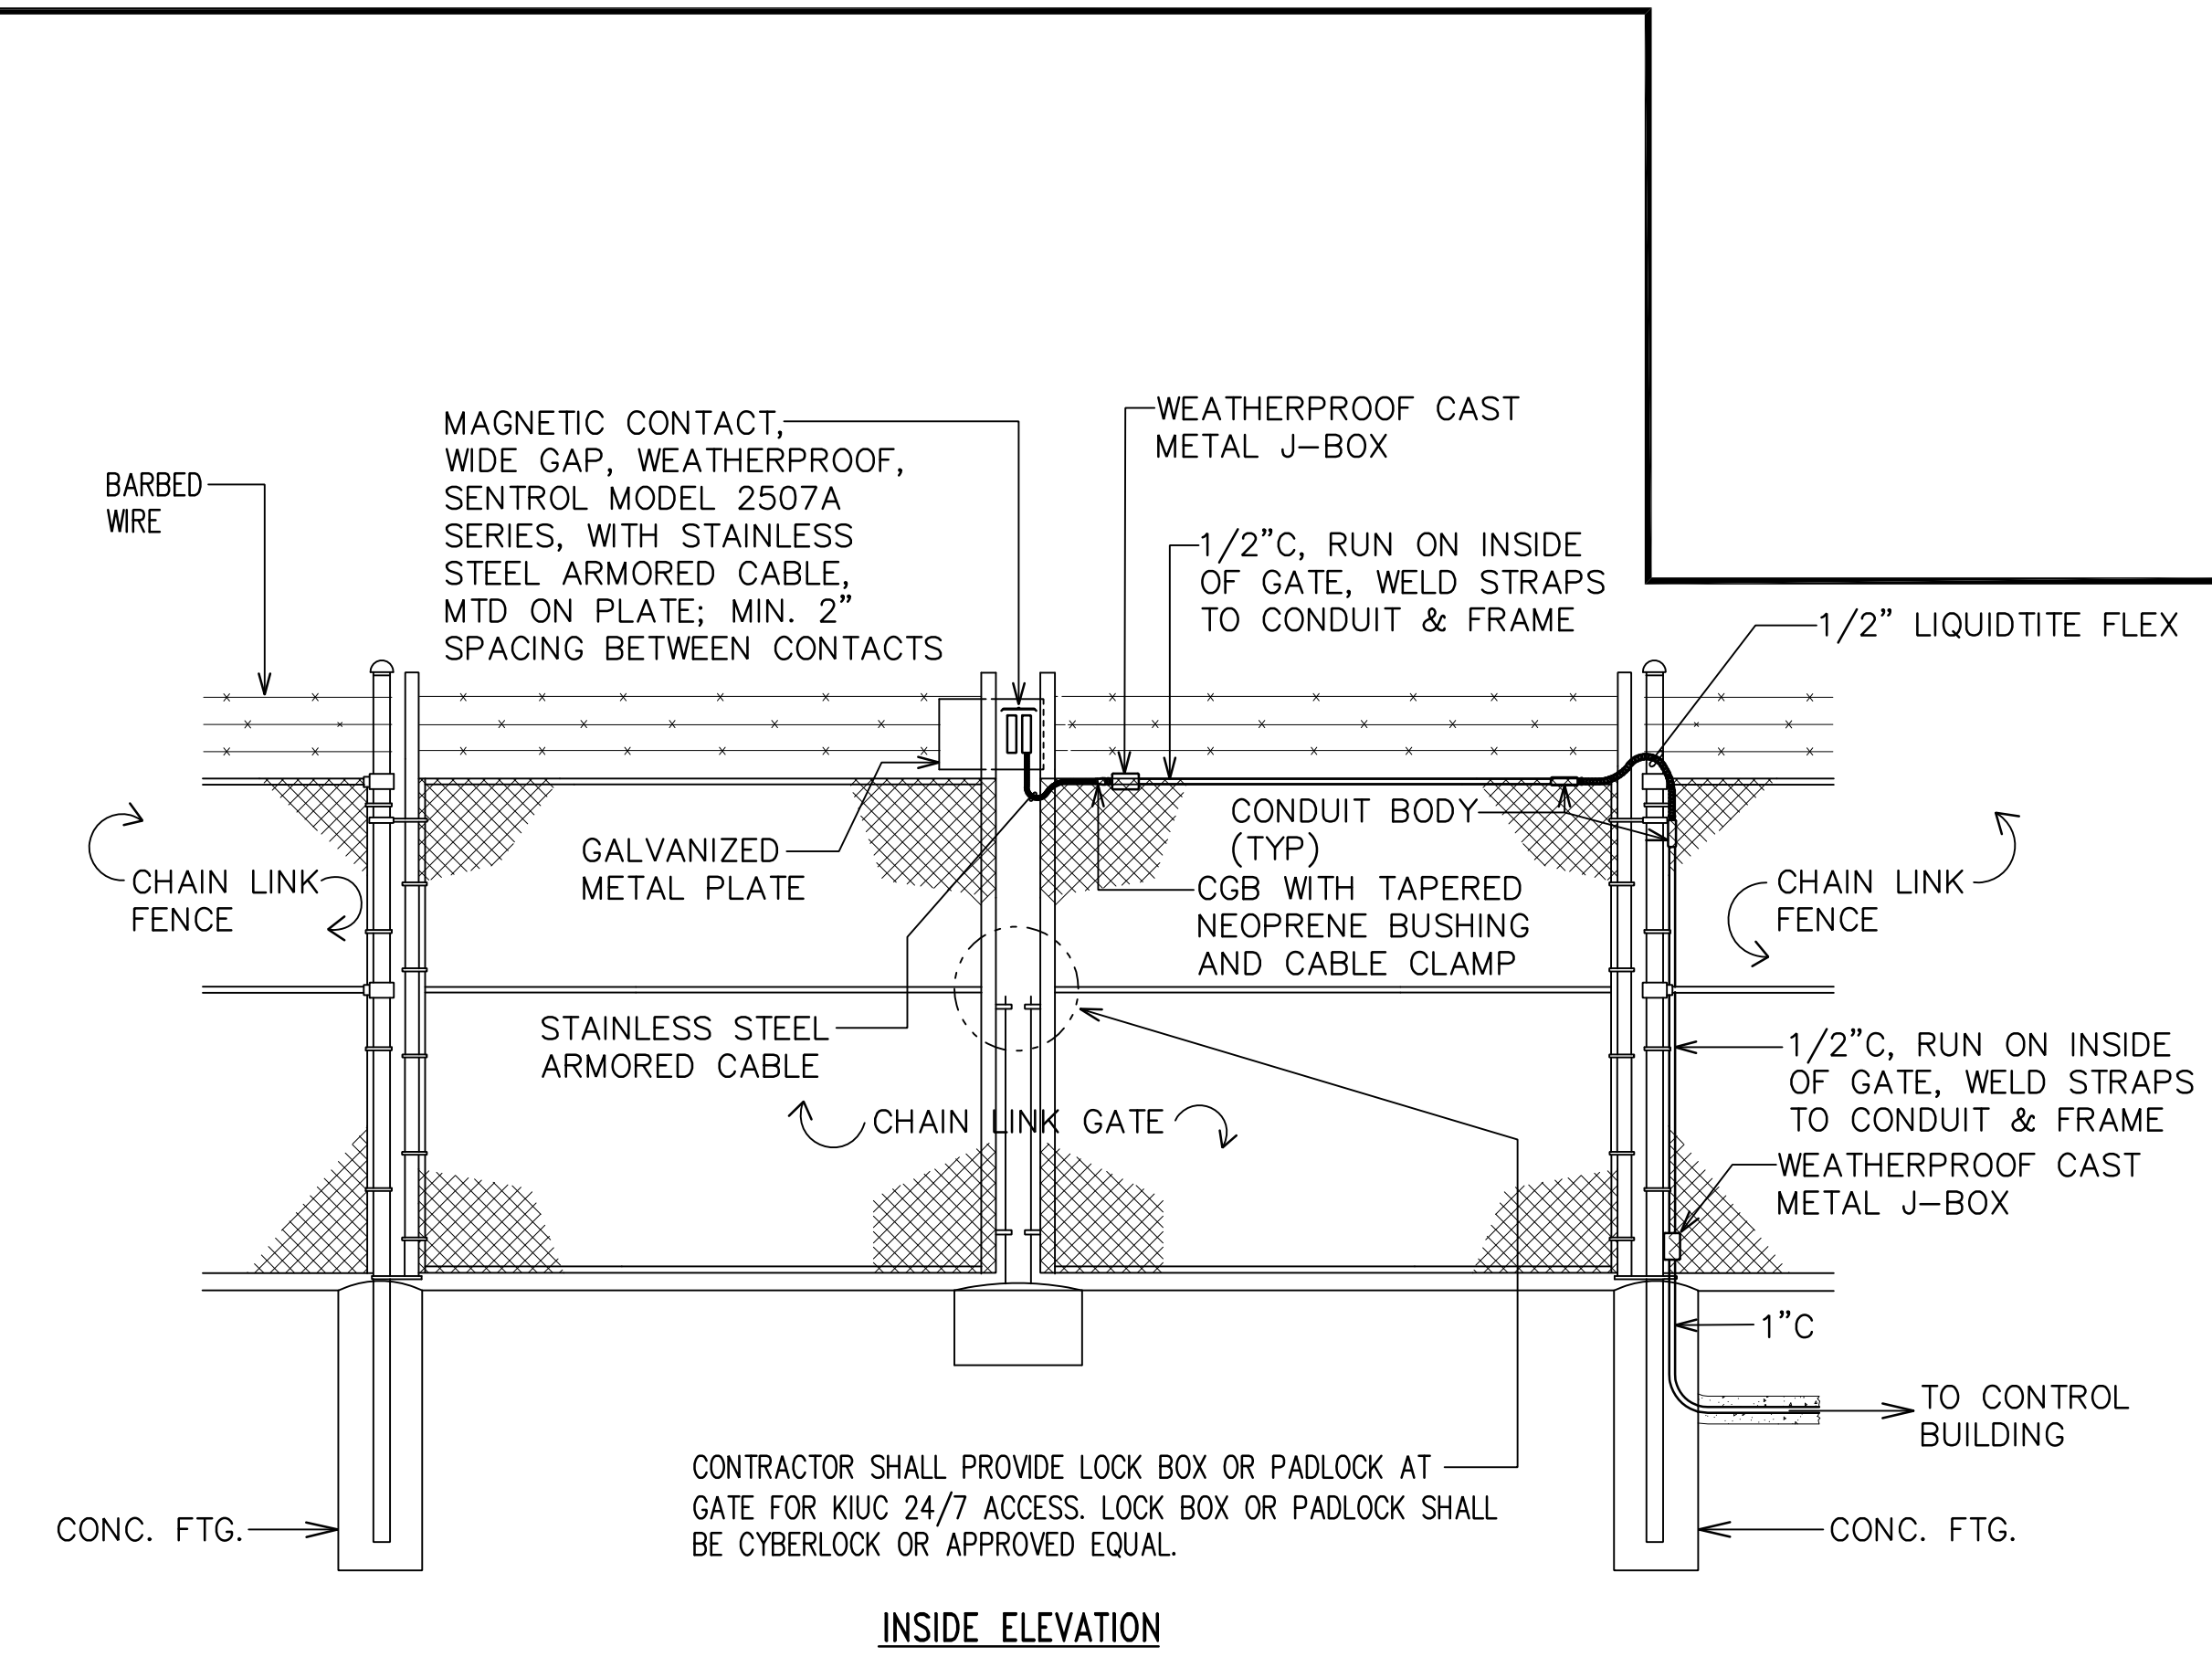 MAGNETIC CONTACT,
WIDE GAP, WEATHERPROOF,
SENTROL MODEL 2507A
SERIES, WITH STAINLESS
STEEL ARMORED CABLE,
MTD ON PLATE; MIN. 2”
SPACING BETWEEN CONTACTS
WEATHERPROOF CAST
METAL J-BOX
BARBED
WIRE
1/2”C, RUN ON INSIDE
OF GATE, WELD STRAPS
TO CONDUIT & FRAME
1/2” LIQUIDTITE FLEX
CONDUIT BODY
(TYP)
GALVANIZED
METAL PLATE
CHAIN LINK
FENCE
CGB WITH TAPERED
NEOPRENE BUSHING
AND CABLE CLAMP
CHAIN LINK
FENCE
STAINLESS STEEL
ARMORED CABLE
1/2”C, RUN ON INSIDE
OF GATE, WELD STRAPS
TO CONDUIT & FRAME
CHAIN LINK GATE
WEATHERPROOF CAST
METAL J-BOX
1”C
TO CONTROL
BUILDING
CONTRACTOR SHALL PROVIDE LOCK BOX OR PADLOCK AT
GATE FOR KIUC 24/7 ACCESS. LOCK BOX OR PADLOCK SHALL
BE CYBERLOCK OR APPROVED EQUAL.
CONC. FTG.
CONC. FTG.
INSIDE ELEVATION